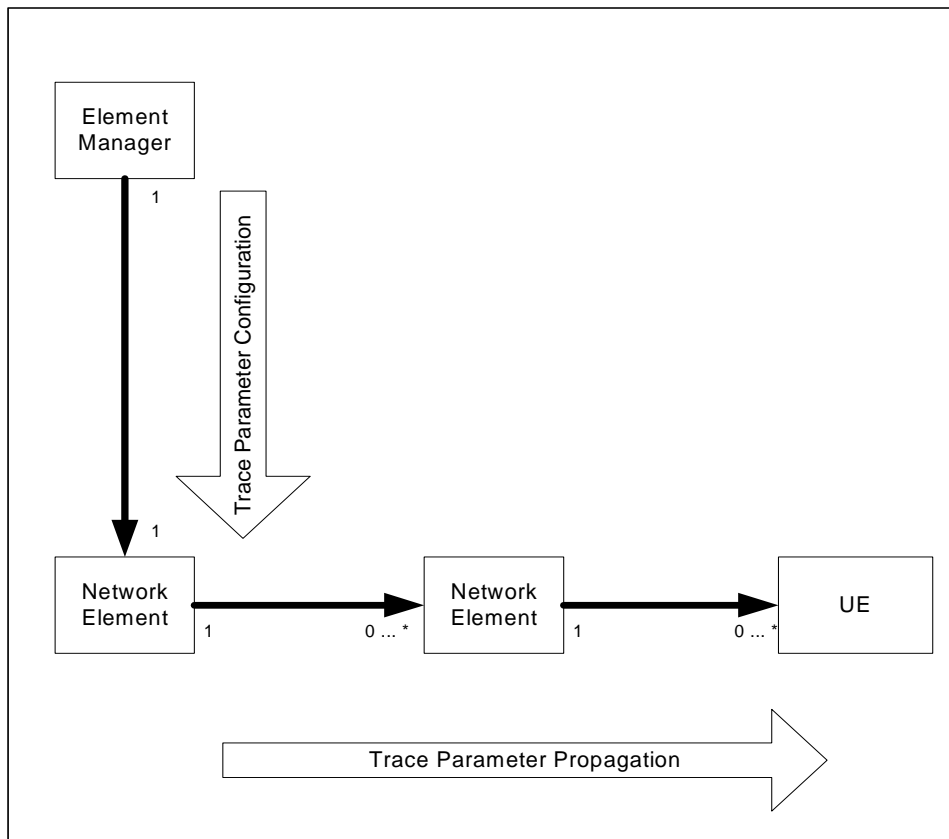 Element
Manager
1
Trace Parameter Configuration
1
Network
Element
Network
Element
UE
1
0 ... *
1
0 ... *
Trace Parameter Propagation